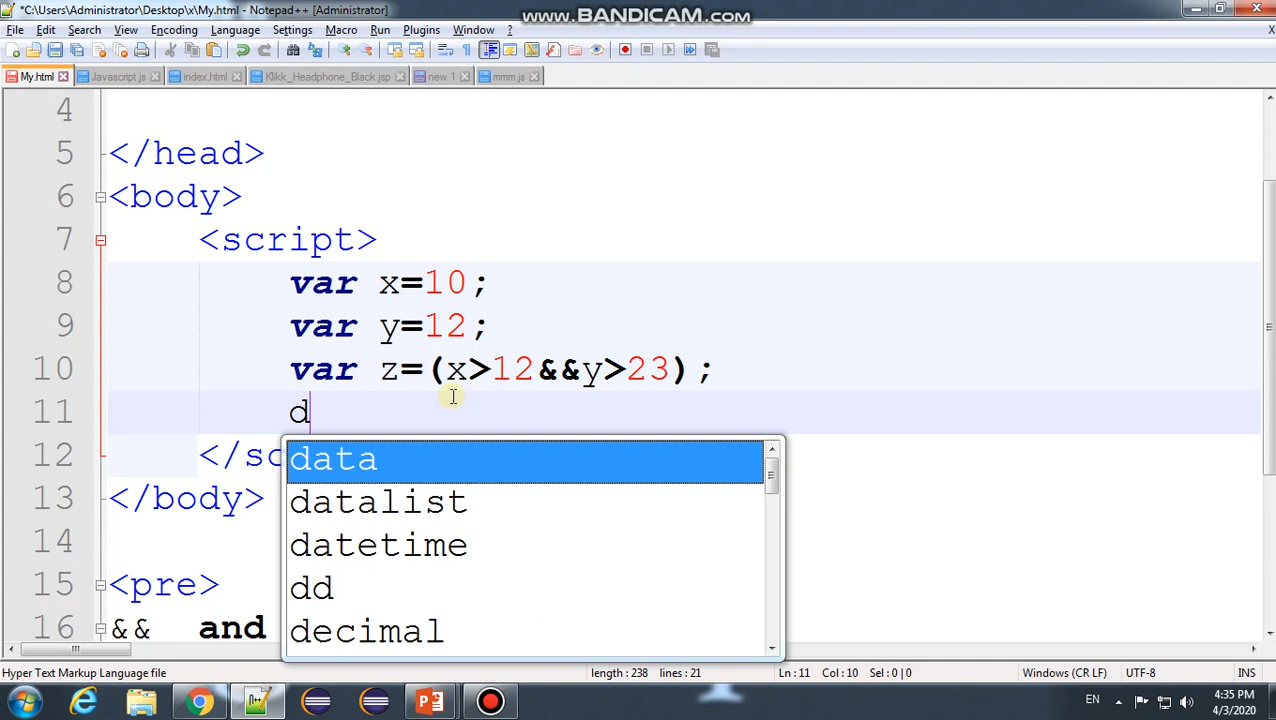 *C:\Users\Administrator\Desktop\x\My.html - Notepad++ [Administrator]
www.BANDICAM.com
File Edit Search View Encoding Language Settings Macro Run Plugins Window ? X
My.html Javascript.js index.html Klikk_Headphone_Black.jsp new 1 mmm.js
4
5 </head>
6 <body>
7 <script>
8 var x=10;
9 var y=12;
10 var z=(x>12&&y>23);
11 d
12 </sc
data
13 </body>
datalist
14
datetime
15 <pre>
dd
16 && and
decimal
Hyper Text Markup Language file length : 238 lines : 21 Ln : 11 Col : 10 Sel : 0 | 0 Windows (CR LF) UTF-8 INS
EN 4:35 PM
4/3/2020